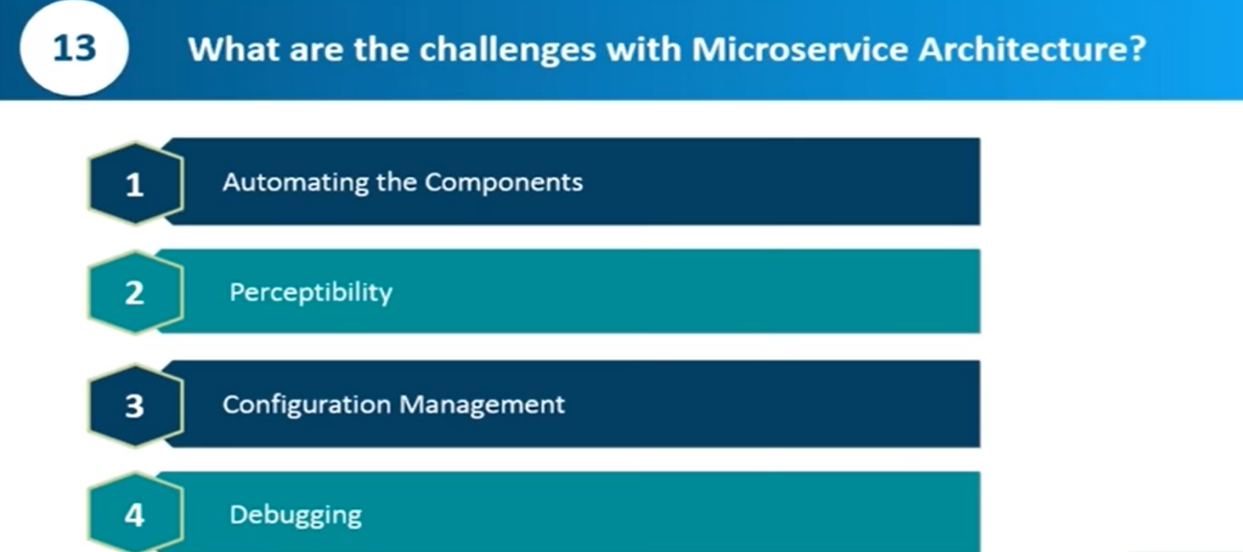 13 What are the challenges with Microservice Architecture?
1 Automating the Components
2 Perceptibility
3 Configuration Management
4 Debugging